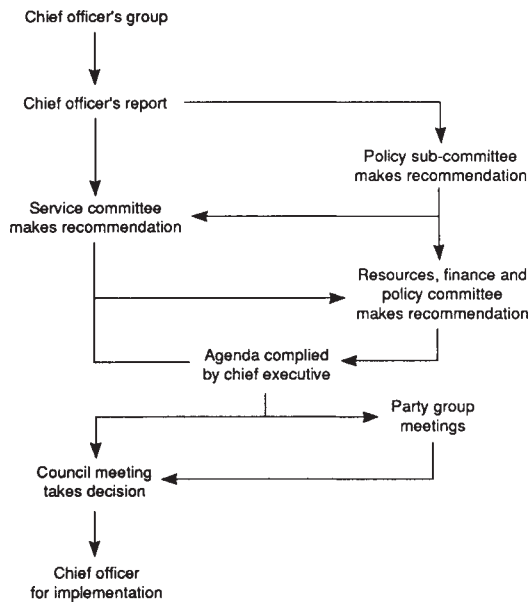 Chief officer's group
Chief officer's report
Policy sub-committee
makes recommendation
Service committee
makes recommendation
Resources, finance and
policy committee
makes recommendation
Agenda complied
by chief executive
Party group
meetings
Council meeting
takes decision
Chief officer
for implementation